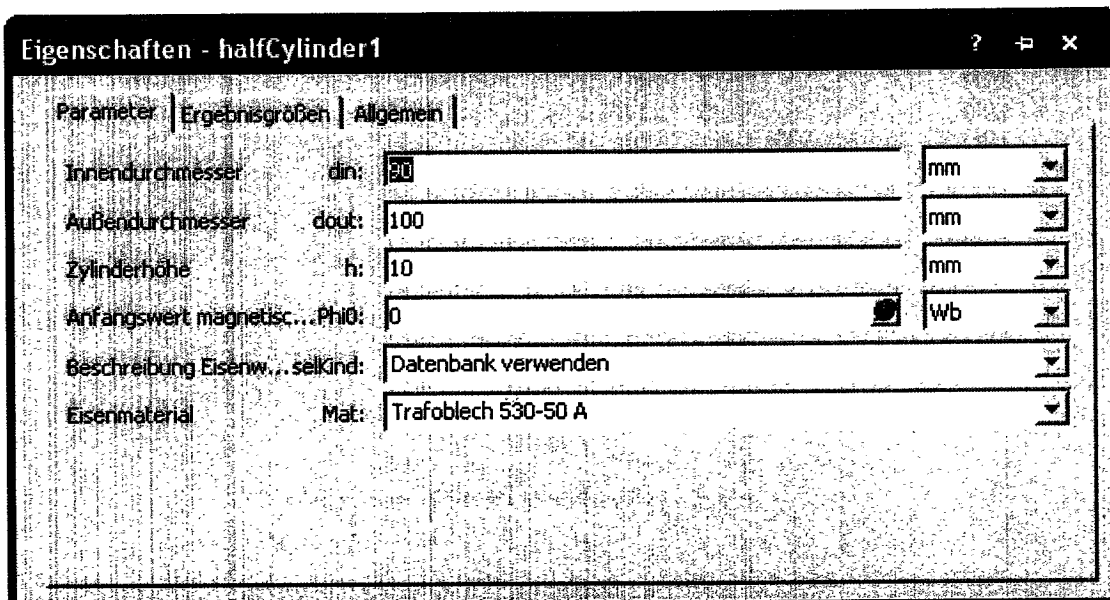 Eigenschaften - halfCylinder1 ?
Parameter Ergebnisgrößen Allgemein
Innendurchmesser din: mm
Außendurchmesser dout: 100 mm
Zylinderhöhe h: 10 mm
Anfangswert magnetisc...Phi0: 0 Wb
Beschreibung Eisenw...selKind: Datenbank verwenden
Eisenmaterial Mat: Trafoblech 530-50 A